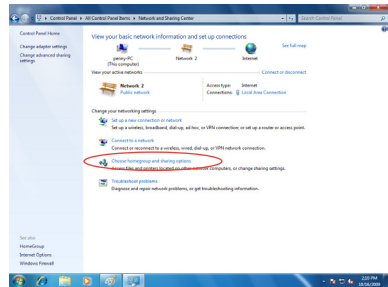 Control Panel ▸ All Control Panel Items ▸ Network and Sharing Center
Search Control Panel
Control Panel Home
Change adapter settings
Change advanced sharing
settings
View your basic network information and set up connections
See full map
penny-PC
(This computer)
Network 2
Internet
View your active networks
Connect or disconnect
Network 2
Public network
Access type: Internet
Connections: Local Area Connection
Change your networking settings
Set up a new connection or network
Set up a wireless, broadband, dial-up, ad hoc, or VPN connection; or set up a router or access point.
Connect to a network
Connect or reconnect to a wireless, wired, dial-up, or VPN network connection.
Choose homegroup and sharing options
Access files and printers located on other network computers, or change sharing settings.
Troubleshoot problems
Diagnose and repair network problems, or get troubleshooting information.
See also
HomeGroup
Internet Options
Windows Firewall
2:10 PM